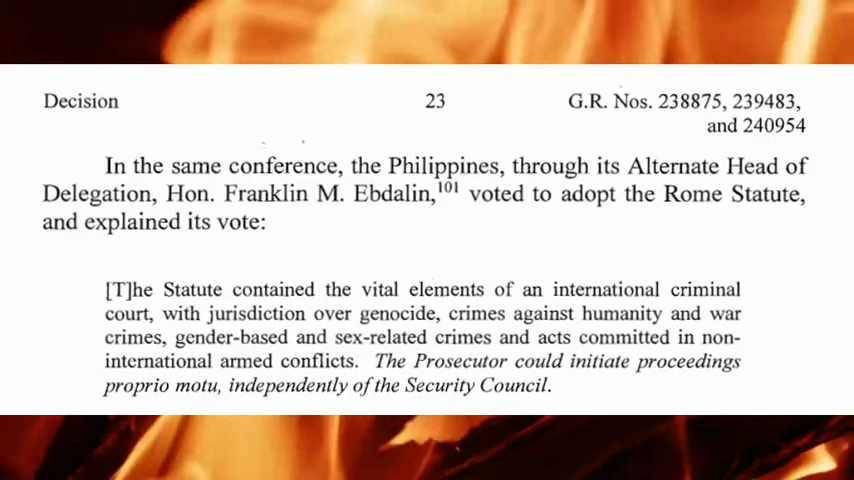 Decision 23 G.R. Nos. 238875, 239483,
and 240954
In the same conference, the Philippines, through its Alternate Head of
Delegation, Hon. Franklin M. Ebdalin,101 voted to adopt the Rome Statute,
and explained its vote:
[T]he Statute contained the vital elements of an international criminal
court, with jurisdiction over genocide, crimes against humanity and war
crimes, gender-based and sex-related crimes and acts committed in non-
international armed conflicts. The Prosecutor could initiate proceedings
proprio motu, independently of the Security Council.